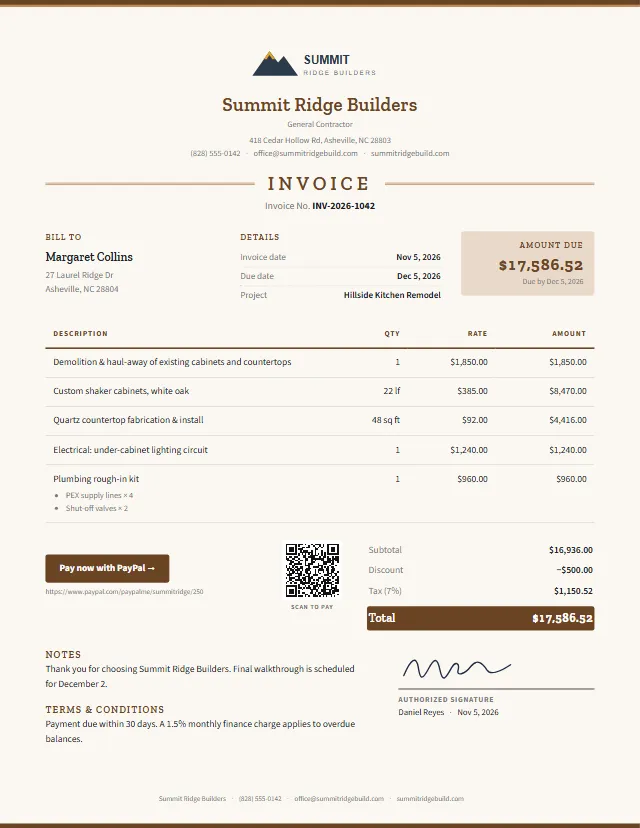 SUMMIT
RIDGE BUILDERS
Summit Ridge Builders
General Contractor
418 Cedar Hollow Rd, Asheville, NC 28803
(828) 555-0142 · office@summitridgebuild.com · summitridgebuild.com
INVOICE
Invoice No. INV-2026-1042
BILL TO
Margaret Collins
27 Laurel Ridge Dr
Asheville, NC 28804
DETAILS
Invoice date Nov 5, 2026
Due date Dec 5, 2026
Project Hillside Kitchen Remodel
AMOUNT DUE
$17,586.52
Due by Dec 5, 2026
DESCRIPTION QTY RATE AMOUNT
Demolition & haul-away of existing cabinets and countertops 1 $1,850.00 $1,850.00
Custom shaker cabinets, white oak 22 lf $385.00 $8,470.00
Quartz countertop fabrication & install 48 sq ft $92.00 $4,416.00
Electrical: under-cabinet lighting circuit 1 $1,240.00 $1,240.00
Plumbing rough-in kit 1 $960.00 $960.00
• PEX supply lines × 4
• Shut-off valves × 2
Pay now with PayPal →
https://www.paypal.com/paypalme/summitridge/250
SCAN TO PAY
Subtotal $16,936.00
Discount −$500.00
Tax (7%) $1,150.52
Total $17,586.52
NOTES
Thank you for choosing Summit Ridge Builders. Final walkthrough is scheduled
for December 2.
TERMS & CONDITIONS
Payment due within 30 days. A 1.5% monthly finance charge applies to overdue
balances.
AUTHORIZED SIGNATURE
Daniel Reyes · Nov 5, 2026
Summit Ridge Builders · (828) 555-0142 · office@summitridgebuild.com · summitridgebuild.com